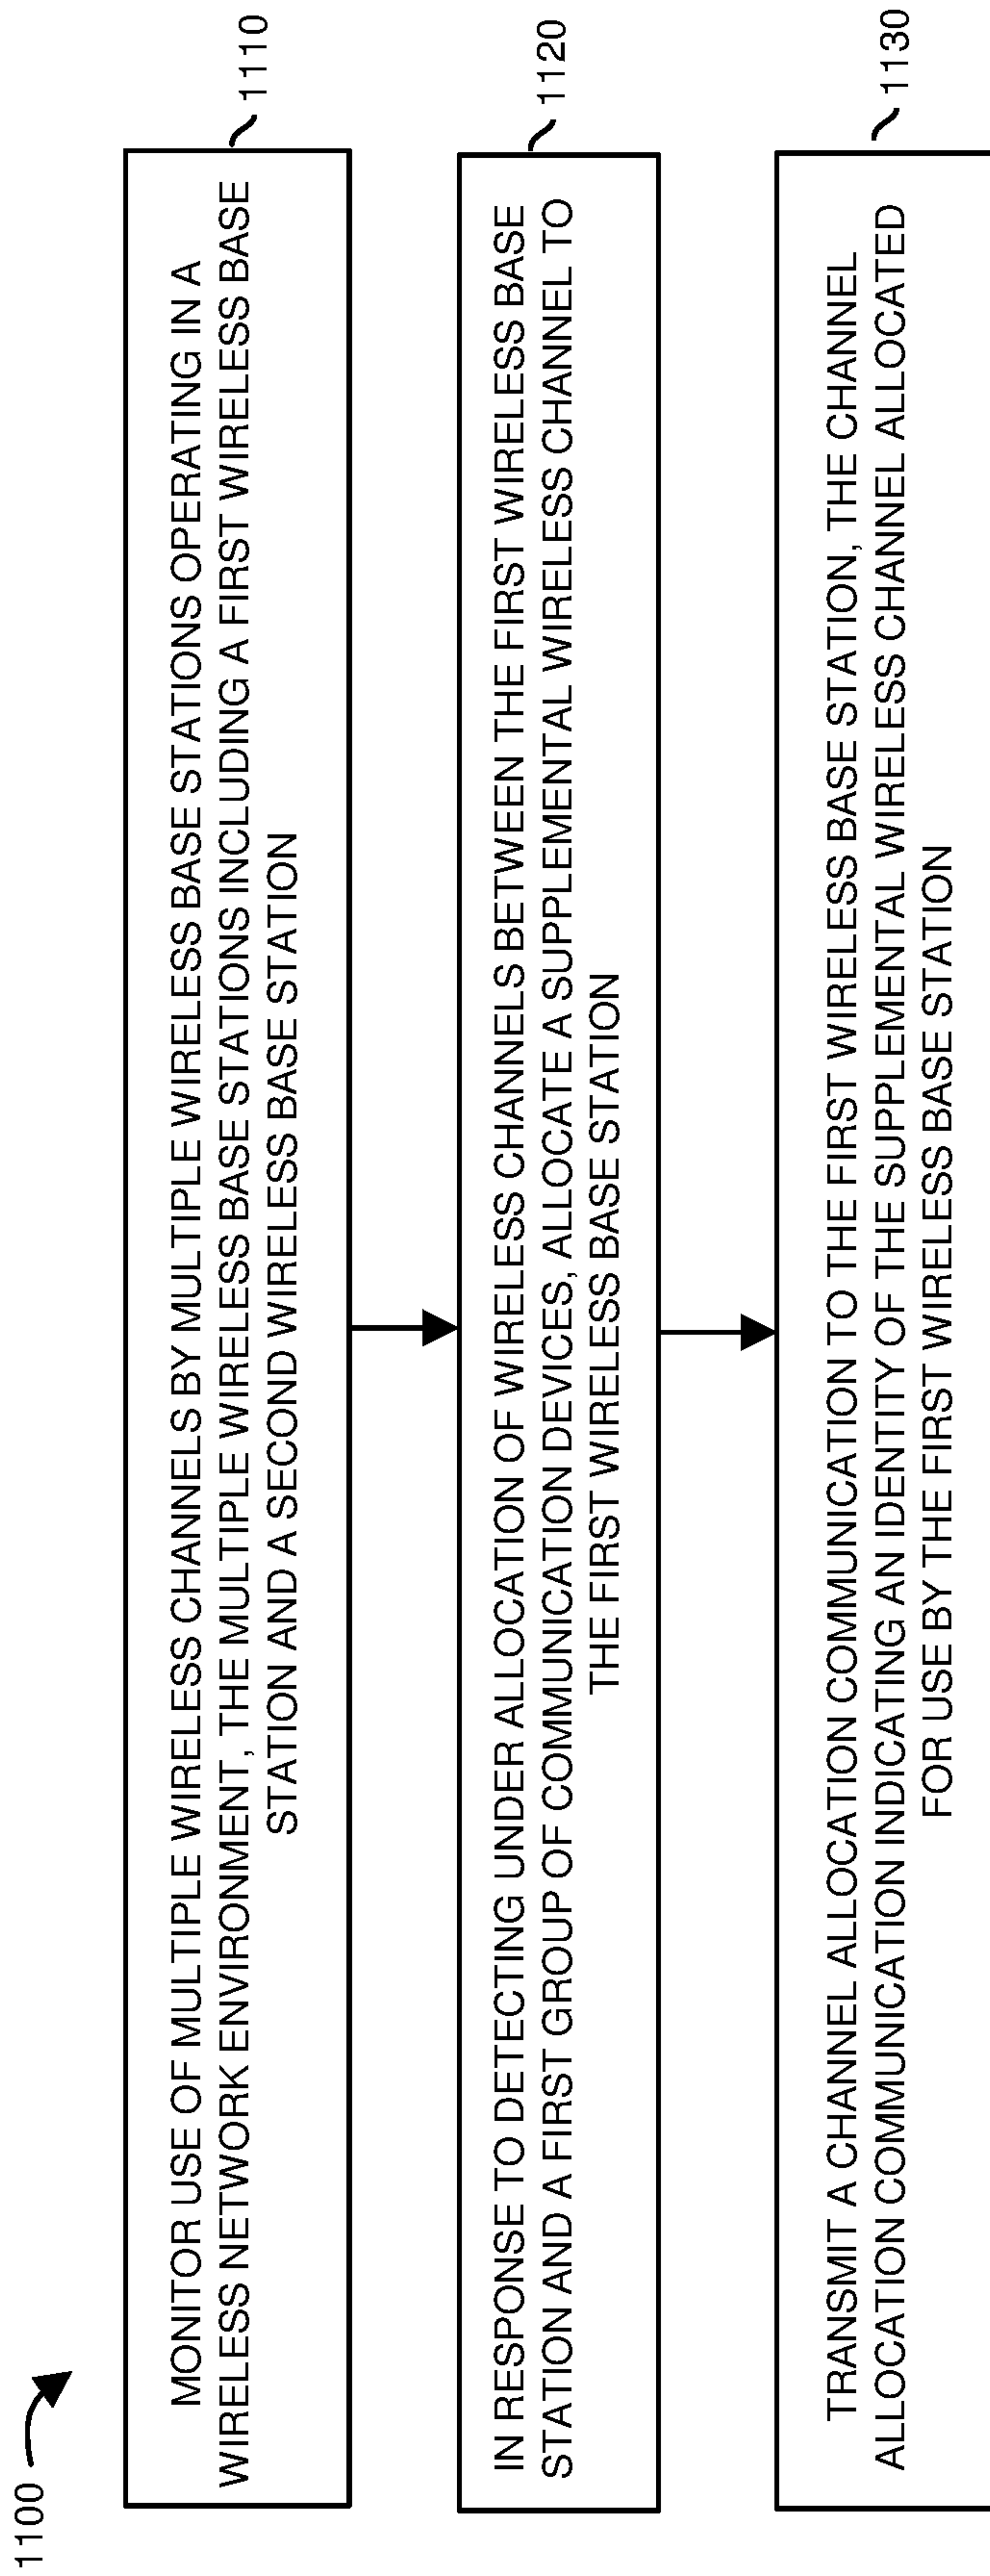 1100
MONITOR USE OF MULTIPLE WIRELESS CHANNELS BY MULTIPLE WIRELESS BASE STATIONS OPERATING IN A
WIRELESS NETWORK ENVIRONMENT, THE MULTIPLE WIRELESS BASE STATIONS INCLUDING A FIRST WIRELESS BASE
STATION AND A SECOND WIRELESS BASE STATION
1110
IN RESPONSE TO DETECTING UNDER ALLOCATION OF WIRELESS CHANNELS BETWEEN THE FIRST WIRELESS BASE
STATION AND A FIRST GROUP OF COMMUNICATION DEVICES, ALLOCATE A SUPPLEMENTAL WIRELESS CHANNEL TO
THE FIRST WIRELESS BASE STATION
1120
TRANSMIT A CHANNEL ALLOCATION COMMUNICATION TO THE FIRST WIRELESS BASE STATION, THE CHANNEL
ALLOCATION COMMUNICATION INDICATING AN IDENTITY OF THE SUPPLEMENTAL WIRELESS CHANNEL ALLOCATED
FOR USE BY THE FIRST WIRELESS BASE STATION
1130